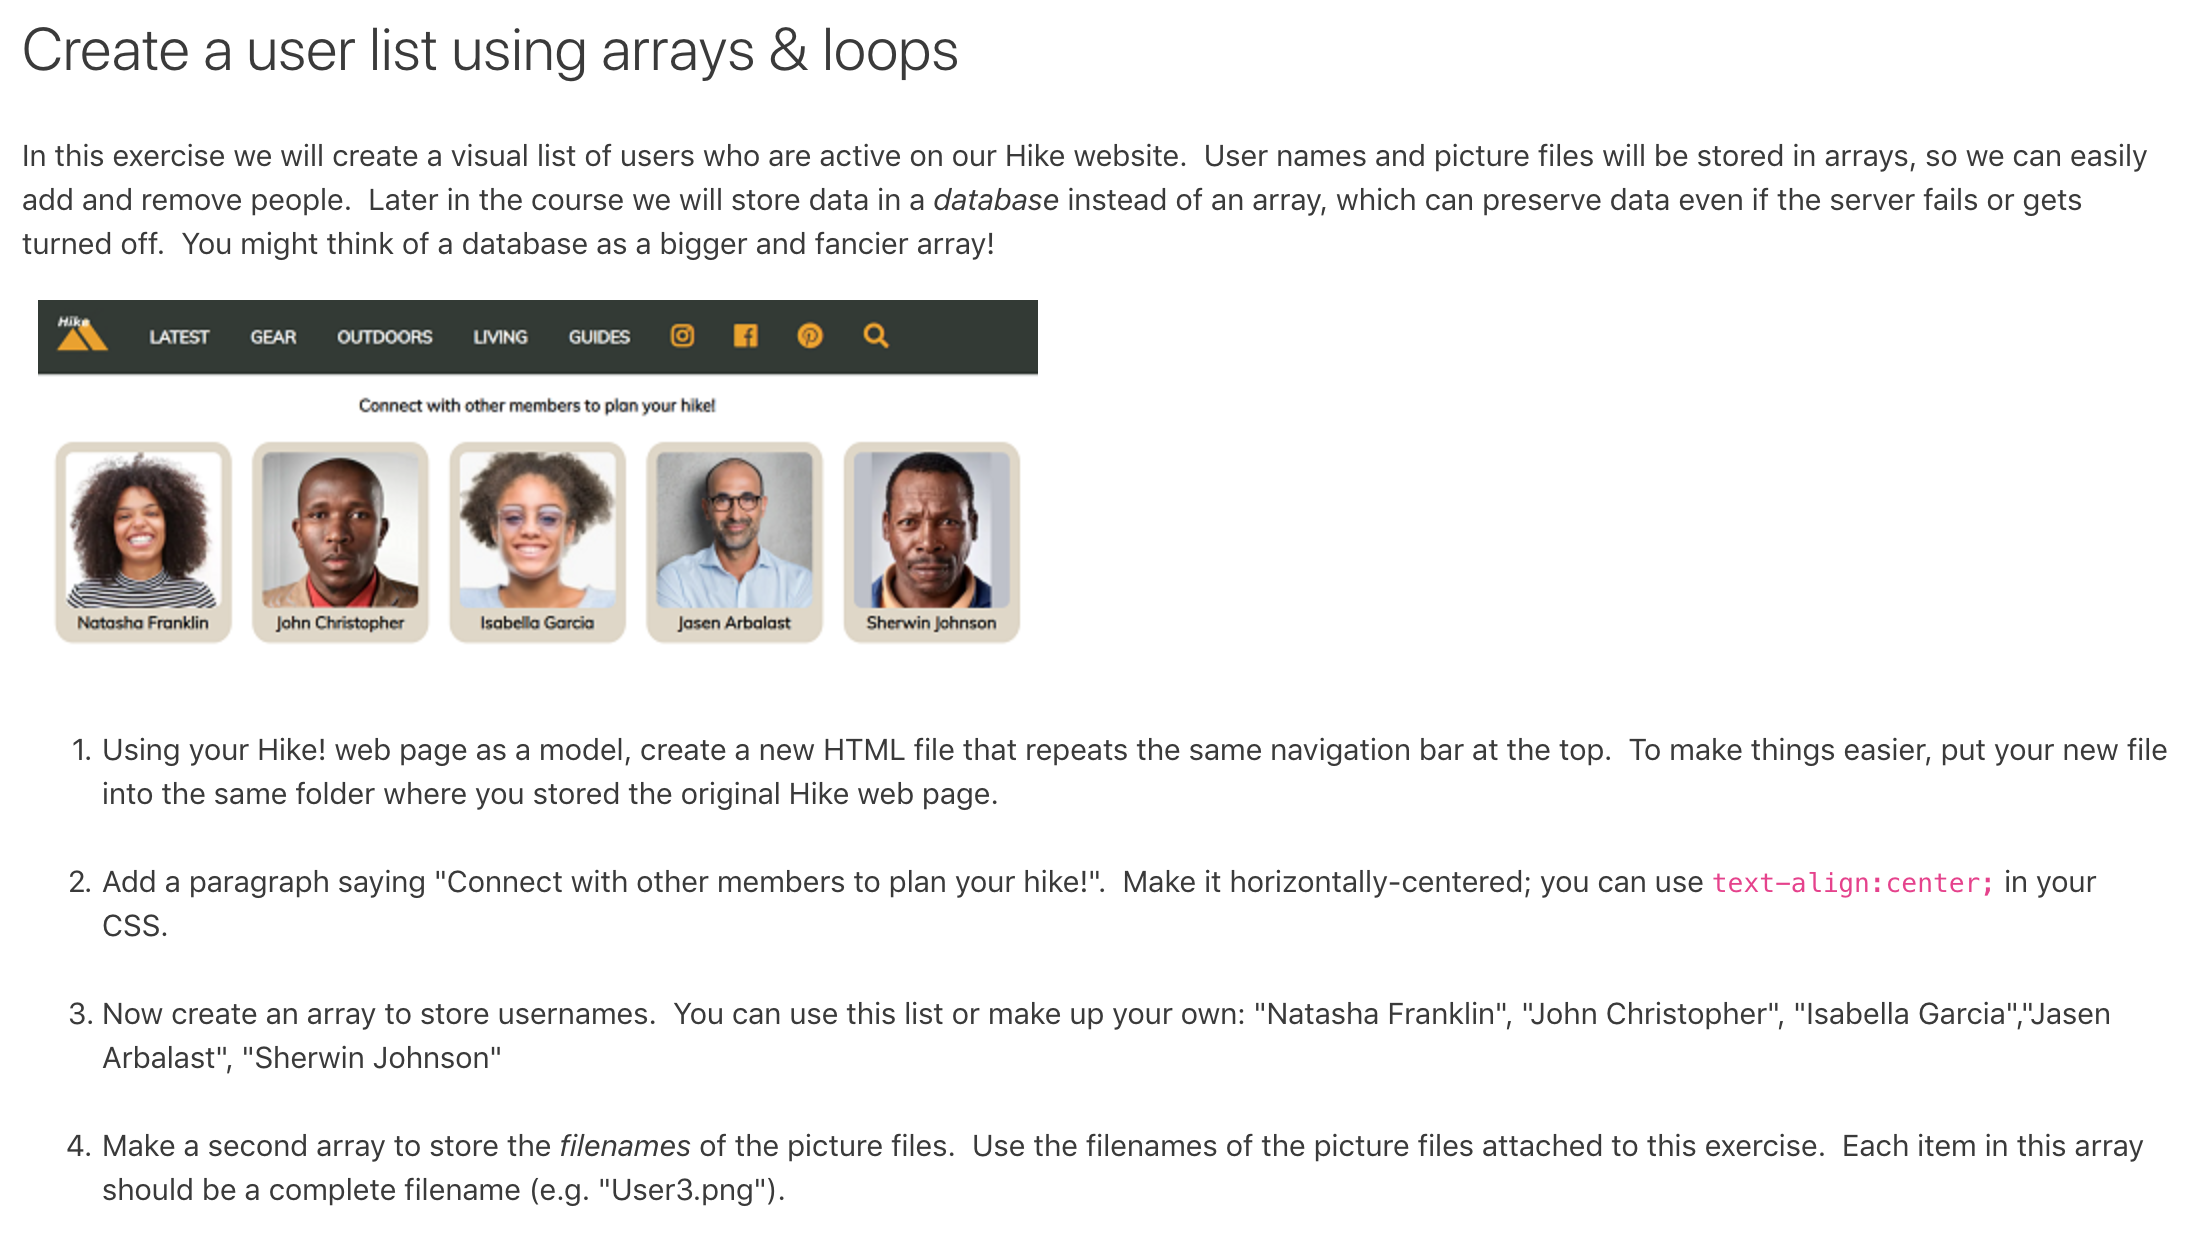 Create a user list using arrays & loops
In this exercise we will create a visual list of users who are active on our Hike website.  User names and picture files will be stored in arrays, so we can easily
add and remove people.  Later in the course we will store data in a database instead of an array, which can preserve data even if the server fails or gets
turned off.  You might think of a database as a bigger and fancier array!
Hike
LATEST GEAR OUTDOORS LIVING GUIDES
Connect with other members to plan your hike!
Natasha Franklin John Christopher Isabella Garcia Jasen Arbalast Sherwin Johnson
1. Using your Hike! web page as a model, create a new HTML file that repeats the same navigation bar at the top.  To make things easier, put your new file
into the same folder where you stored the original Hike web page.
2. Add a paragraph saying "Connect with other members to plan your hike!".  Make it horizontally-centered; you can use text-align:center; in your
CSS.
3. Now create an array to store usernames.  You can use this list or make up your own: "Natasha Franklin", "John Christopher", "Isabella Garcia","Jasen
Arbalast", "Sherwin Johnson"
4. Make a second array to store the filenames of the picture files.  Use the filenames of the picture files attached to this exercise.  Each item in this array
should be a complete filename (e.g. "User3.png").